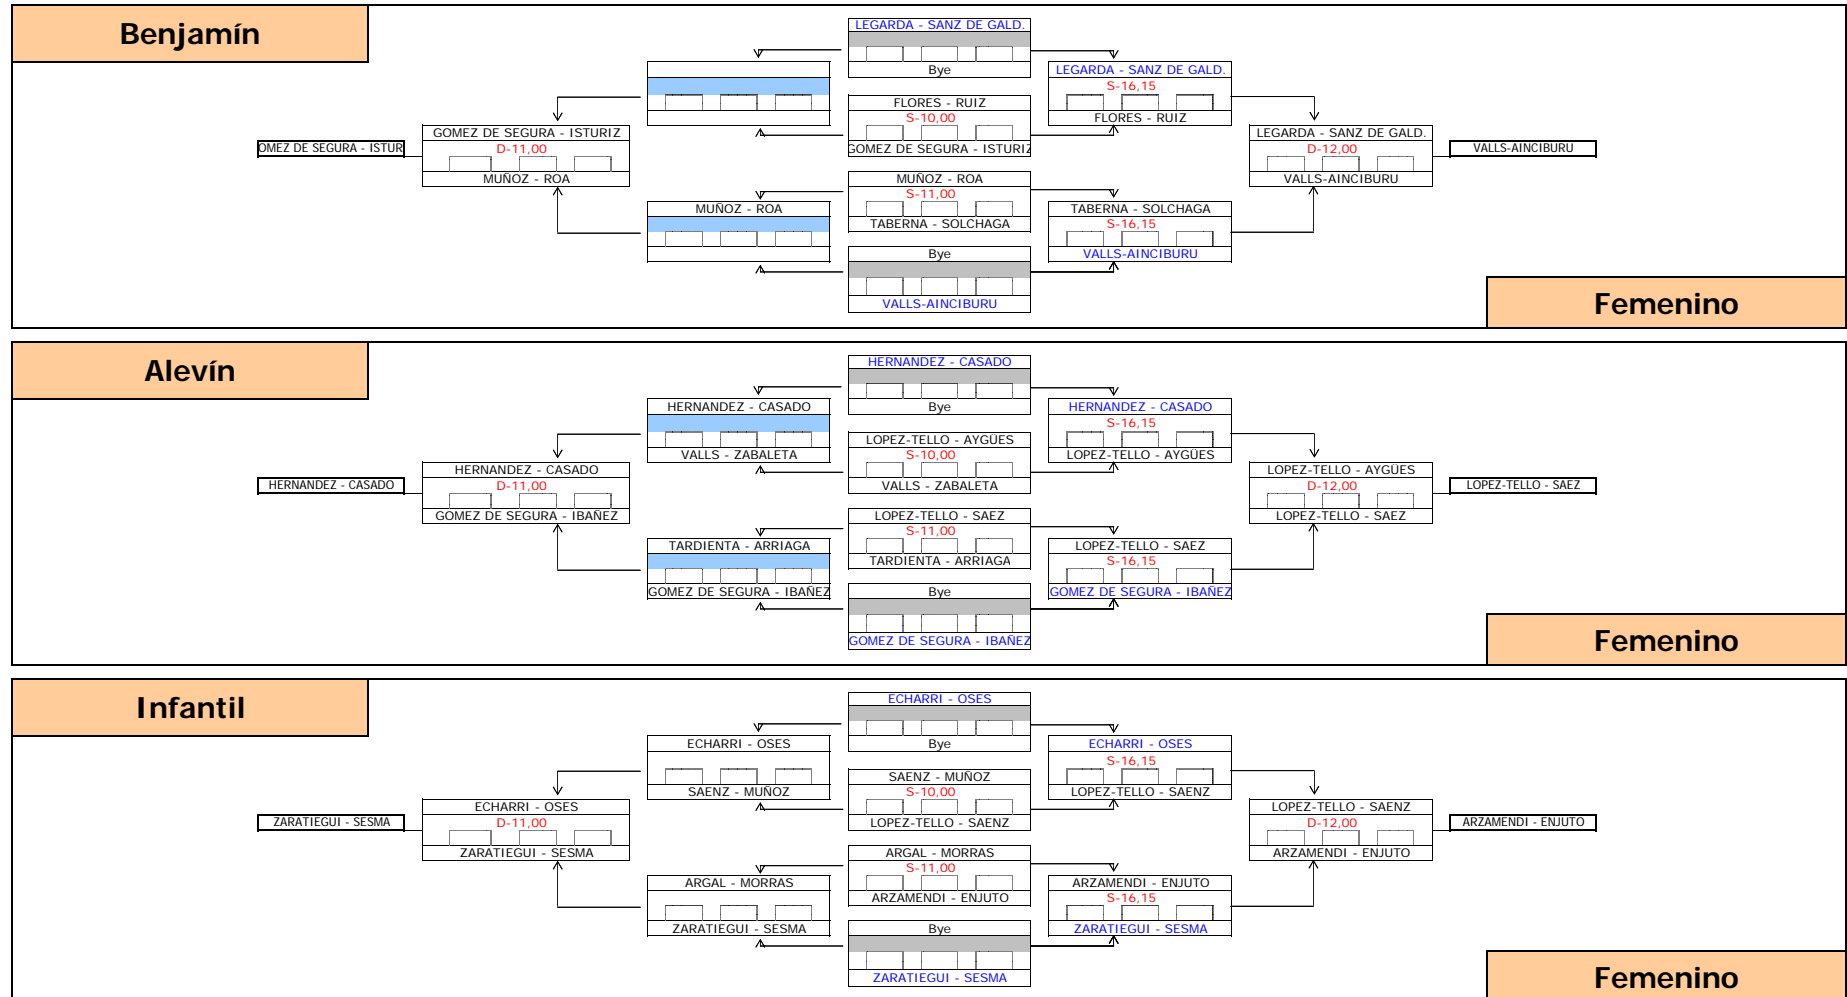 Benjamín
LEGARDA - SANZ DE GALD.
Bye
LEGARDA - SANZ DE GALD.
S-16,15
FLORES - RUIZ
FLORES - RUIZ
S-10,00
GOMEZ DE SEGURA - ISTURIZ
GOMEZ DE SEGURA - ISTURIZ
D-11,00
MUÑOZ - ROA
OMEZ DE SEGURA - ISTUR
LEGARDA - SANZ DE GALD.
D-12,00
VALLS-AINCIBURU
VALLS-AINCIBURU
MUÑOZ - ROA
S-11,00
TABERNA - SOLCHAGA
MUÑOZ - ROA
TABERNA - SOLCHAGA
S-16,15
VALLS-AINCIBURU
Bye
VALLS-AINCIBURU
Femenino
Alevín
HERNANDEZ - CASADO
Bye
HERNANDEZ - CASADO
VALLS - ZABALETA
HERNANDEZ - CASADO
S-16,15
LOPEZ-TELLO - AYGÜES
LOPEZ-TELLO - AYGÜES
S-10,00
VALLS - ZABALETA
HERNANDEZ - CASADO
D-11,00
GOMEZ DE SEGURA - IBAÑEZ
HERNANDEZ - CASADO
LOPEZ-TELLO - AYGÜES
D-12,00
LOPEZ-TELLO - SAEZ
LOPEZ-TELLO - SAEZ
LOPEZ-TELLO - SAEZ
S-11,00
TARDIENTA - ARRIAGA
TARDIENTA - ARRIAGA
GOMEZ DE SEGURA - IBAÑEZ
LOPEZ-TELLO - SAEZ
S-16,15
GOMEZ DE SEGURA - IBAÑEZ
Bye
GOMEZ DE SEGURA - IBAÑEZ
Femenino
Infantil
ECHARRI - OSES
Bye
ECHARRI - OSES
SAENZ - MUÑOZ
ECHARRI - OSES
S-16,15
LOPEZ-TELLO - SAENZ
SAENZ - MUÑOZ
S-10,00
LOPEZ-TELLO - SAENZ
ECHARRI - OSES
D-11,00
ZARATIEGUI - SESMA
ZARATIEGUI - SESMA
LOPEZ-TELLO - SAENZ
D-12,00
ARZAMENDI - ENJUTO
ARZAMENDI - ENJUTO
ARGAL - MORRAS
S-11,00
ARZAMENDI - ENJUTO
ARGAL - MORRAS
ZARATIEGUI - SESMA
ARZAMENDI - ENJUTO
S-16,15
ZARATIEGUI - SESMA
Bye
ZARATIEGUI - SESMA
Femenino